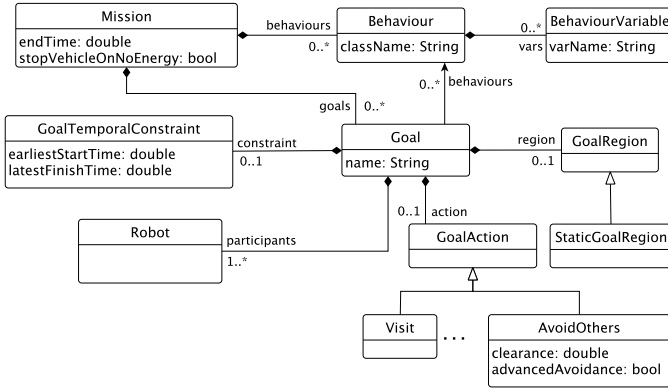 Mission
endTime: double
stopVehicleOnNoEnergy: bool
behaviours
0..*
Behaviour
className: String
0..*
vars
BehaviourVariable
varName: String
0..*
behaviours
goals
0..*
GoalTemporalConstraint
earliestStartTime: double
latestFinishTime: double
constraint
0..1
Goal
name: String
region
0..1
GoalRegion
Robot
participants
1..*
0..1
action
GoalAction
StaticGoalRegion
Visit
...
AvoidOthers
clearance: double
advancedAvoidance: bool